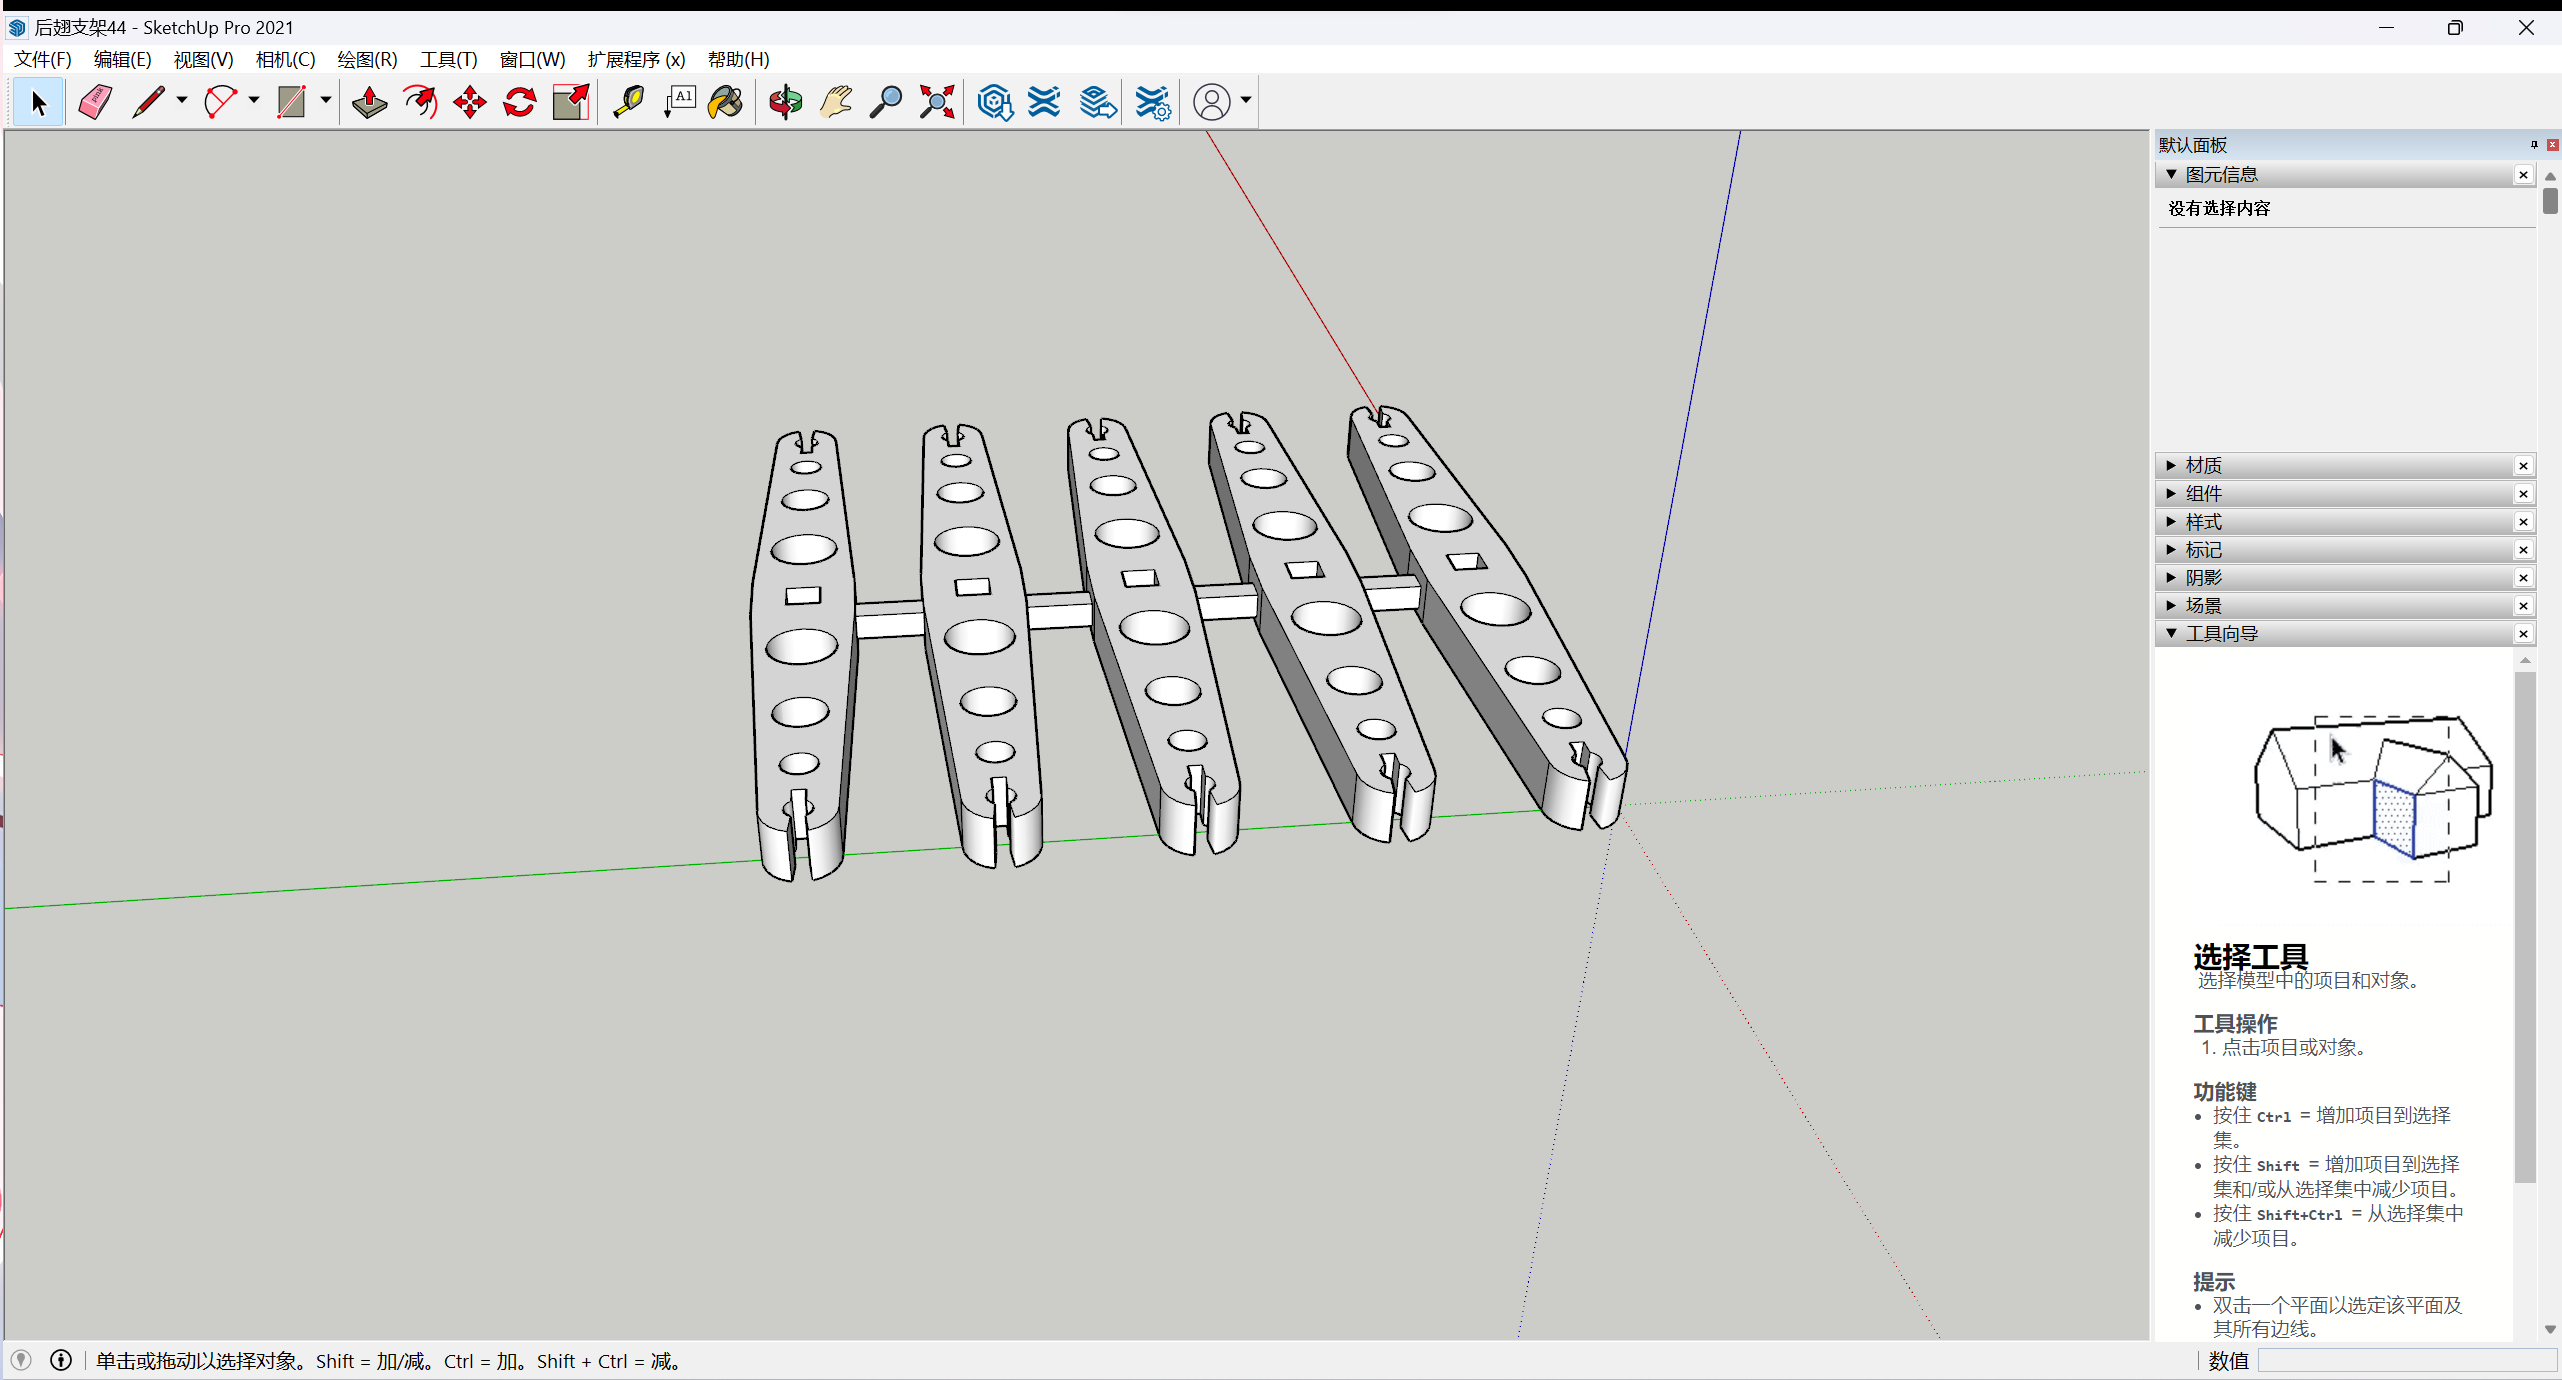 后翅支架44 - SketchUp Pro 2021
文件(F) 编辑(E) 视图(V) 相机(C) 绘图(R) 工具(T) 窗口(W) 扩展程序 (x) 帮助(H)
A1
默认面板
图元信息
没有选择内容
材质
组件
样式
标记
阴影
场景
工具向导
选择工具
选择模型中的项目和对象。
工具操作
1. 点击项目或对象。
功能键
• 按住 Ctrl = 增加项目到选择
集。
• 按住 Shift = 增加项目到选择
集和/或从选择集中减少项目。
• 按住 Shift+Ctrl = 从选择集中
减少项目。
提示
• 双击一个平面以选定该平面及
其所有边线。
单击或拖动以选择对象。Shift = 加/减。Ctrl = 加。Shift + Ctrl = 减。
数值